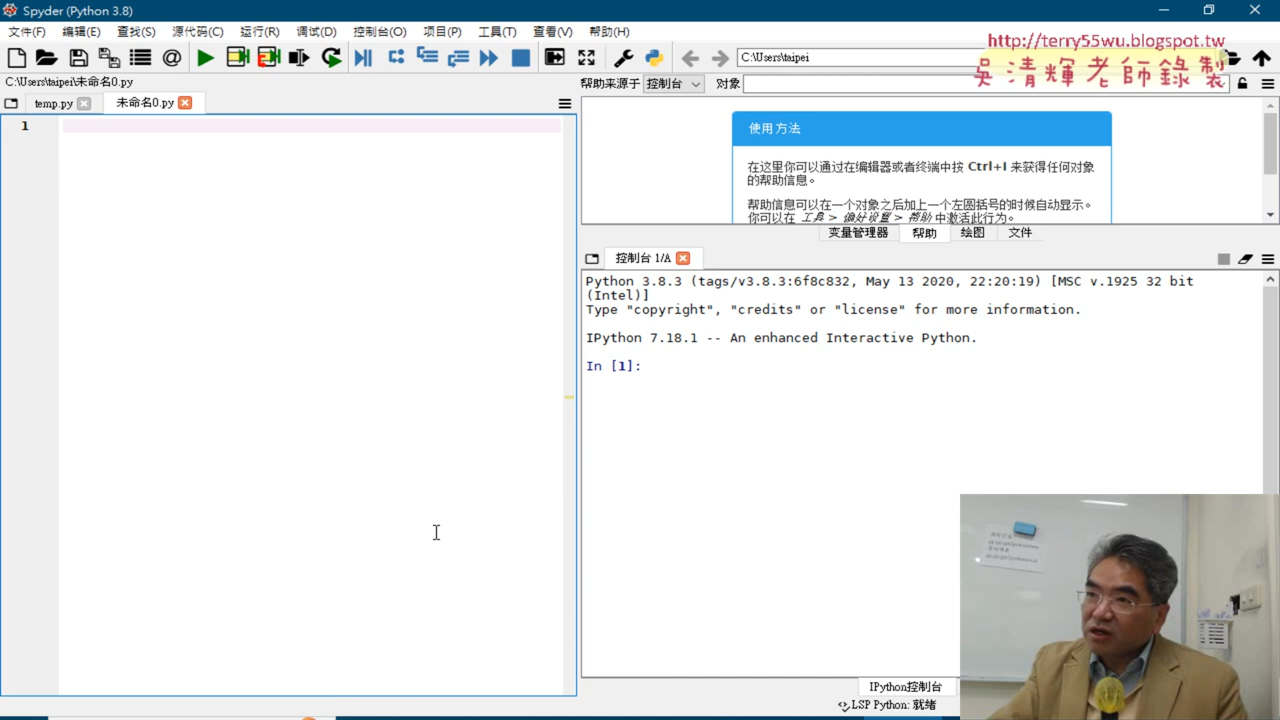 Spyder (Python 3.8)
文件(F) 编辑(E) 查找(S) 源代码(C) 运行(R) 调试(D) 控制台(O) 项目(P) 工具(T) 查看(V) 帮助(H)
http://terry55wu.blogspot.tw
吳清輝老師錄製
C:\Users\taipei
C:\Users\taipei\未命名0.py
帮助来源于 控制台 对象
temp.py 未命名0.py
1
使用方法
在这里你可以通过在编辑器或者终端中按 Ctrl+I 来获得任何对象
的帮助信息。
帮助信息可以在一个对象之后加上一个左圆括号的时候自动显示。
你可以在 工具 > 偏好设置 > 帮助 中激活此行为。
变量管理器 帮助 绘图 文件
控制台 1/A
Python 3.8.3 (tags/v3.8.3:6f8c832, May 13 2020, 22:20:19) [MSC v.1925 32 bit
(Intel)]
Type "copyright", "credits" or "license" for more information.
IPython 7.18.1 -- An enhanced Interactive Python.
In [1]:
IPython控制台
LSP Python: 就绪